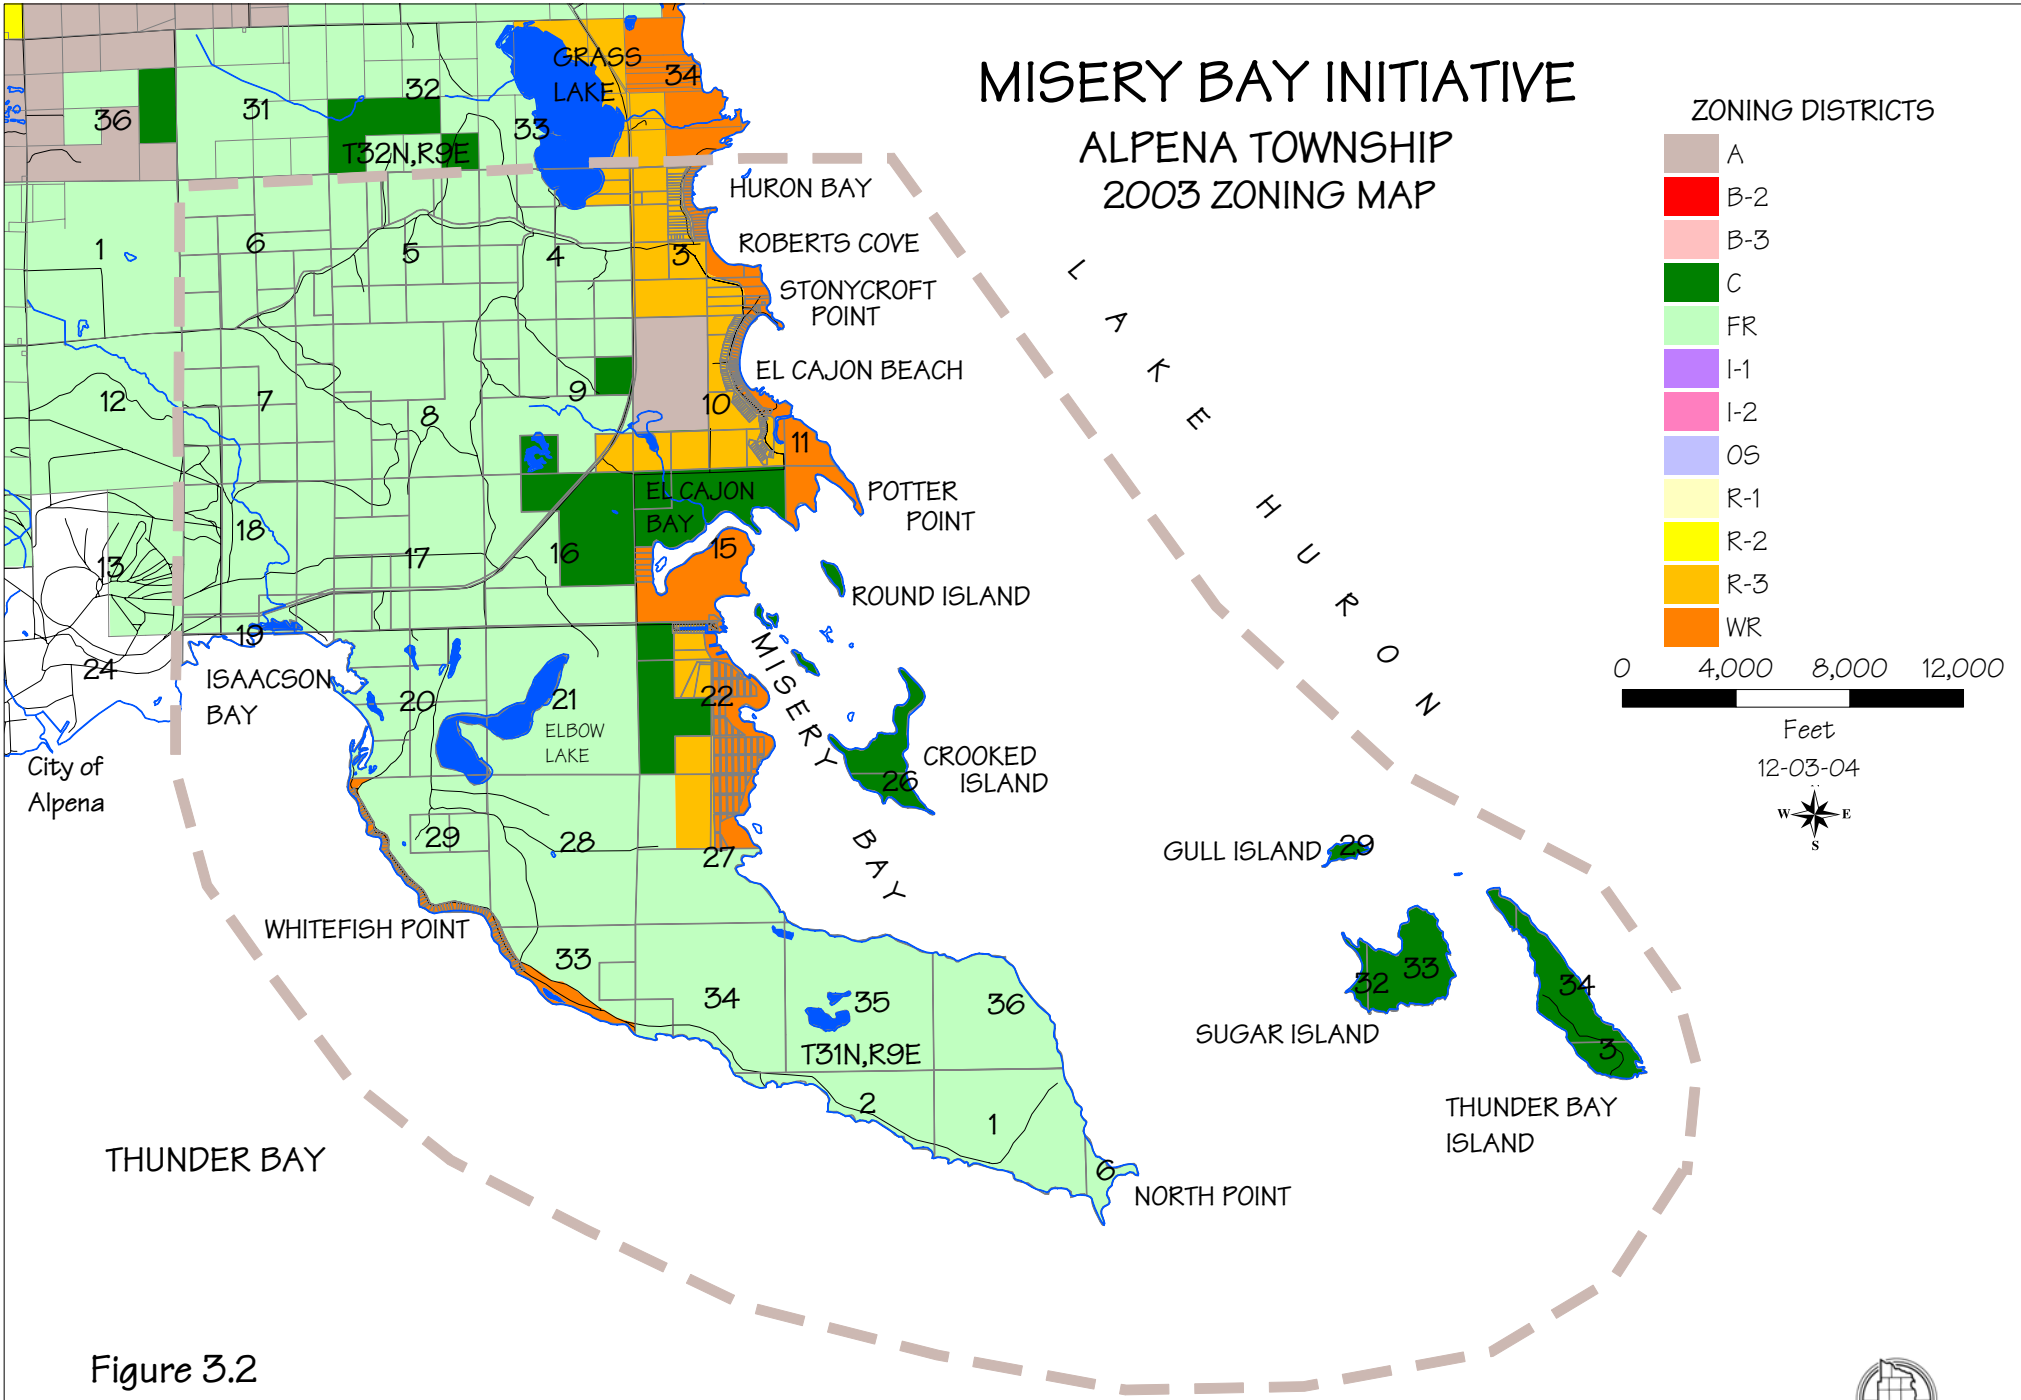 MISERY BAY INITIATIVE
ALPENA TOWNSHIP
2003 ZONING MAP
ZONING DISTRICTS
A
B-2
B-3
C
FR
I-1
I-2
OS
R-1
R-2
R-3
WR
0 4,000 8,000 12,000
Feet
12-03-04
W E
S
GRASS
LAKE
34
36
31
32
33
T32N,R9E
HURON BAY
ROBERTS COVE
STONYCROFT
POINT
EL CAJON BEACH
1
6
5
4
3
12
7
8
9
10
11
POTTER
POINT
EL CAJON
BAY
13
18
17
16
15
ROUND ISLAND
24
19
ISAACSON
BAY
20
21
22
ELBOW
LAKE
MISERY
BAY
CROOKED
ISLAND
26
City of
Alpena
29
28
27
WHITEFISH POINT
33
34
35
36
T31N,R9E
2
1
6
NORTH POINT
THUNDER BAY
LAKE
HURON
GULL ISLAND
29
32
33
SUGAR ISLAND
34
3
THUNDER BAY
ISLAND
Figure 3.2